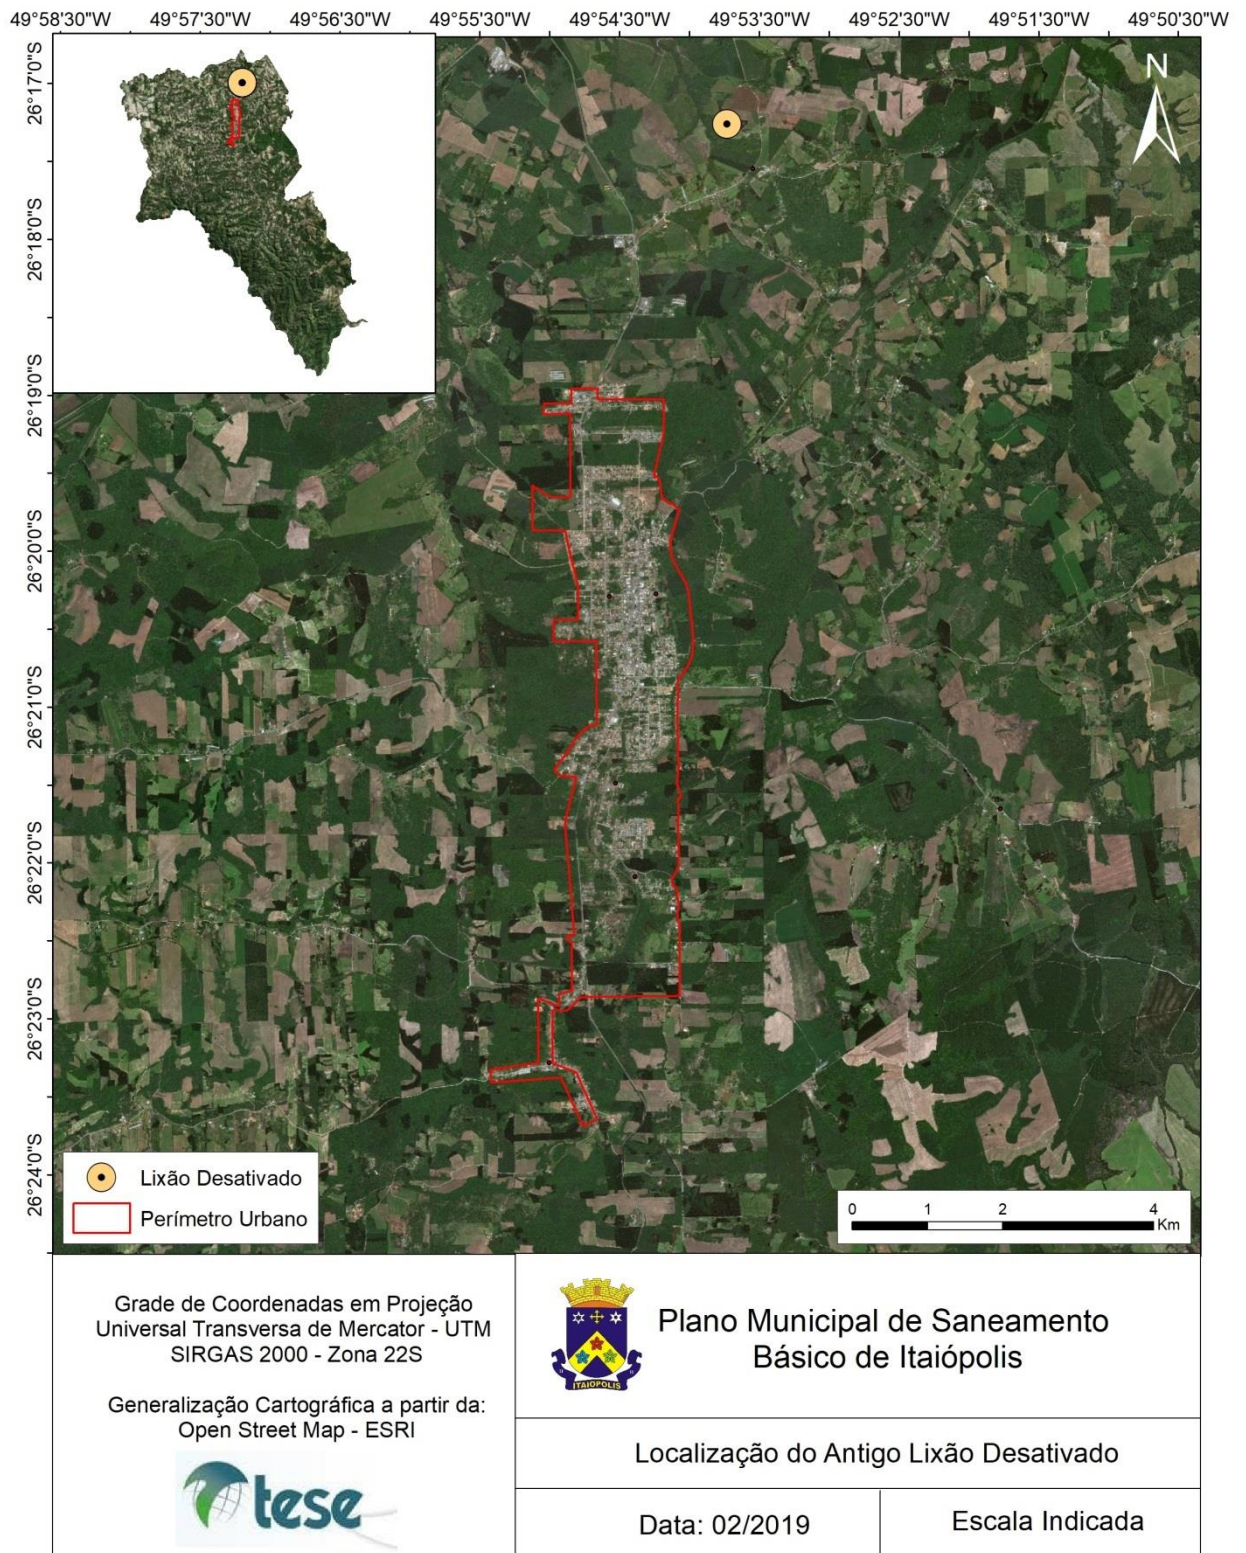 49°58'30"W 49°57'30"W 49°56'30"W 49°55'30"W 49°54'30"W 49°53'30"W 49°52'30"W 49°51'30"W 49°50'30"W
26°17'0"S
26°18'0"S
26°19'0"S
26°20'0"S
26°21'0"S
26°22'0"S
26°23'0"S
26°24'0"S
N
Lixão Desativado
Perímetro Urbano
0 1 2 4
Km
Grade de Coordenadas em Projeção
Universal Transversa de Mercator - UTM
SIRGAS 2000 - Zona 22S
Generalização Cartográfica a partir da:
Open Street Map - ESRI
tese
ITAIOPOLIS
Plano Municipal de Saneamento
Básico de Itaiópolis
Localização do Antigo Lixão Desativado
Data: 02/2019
Escala Indicada